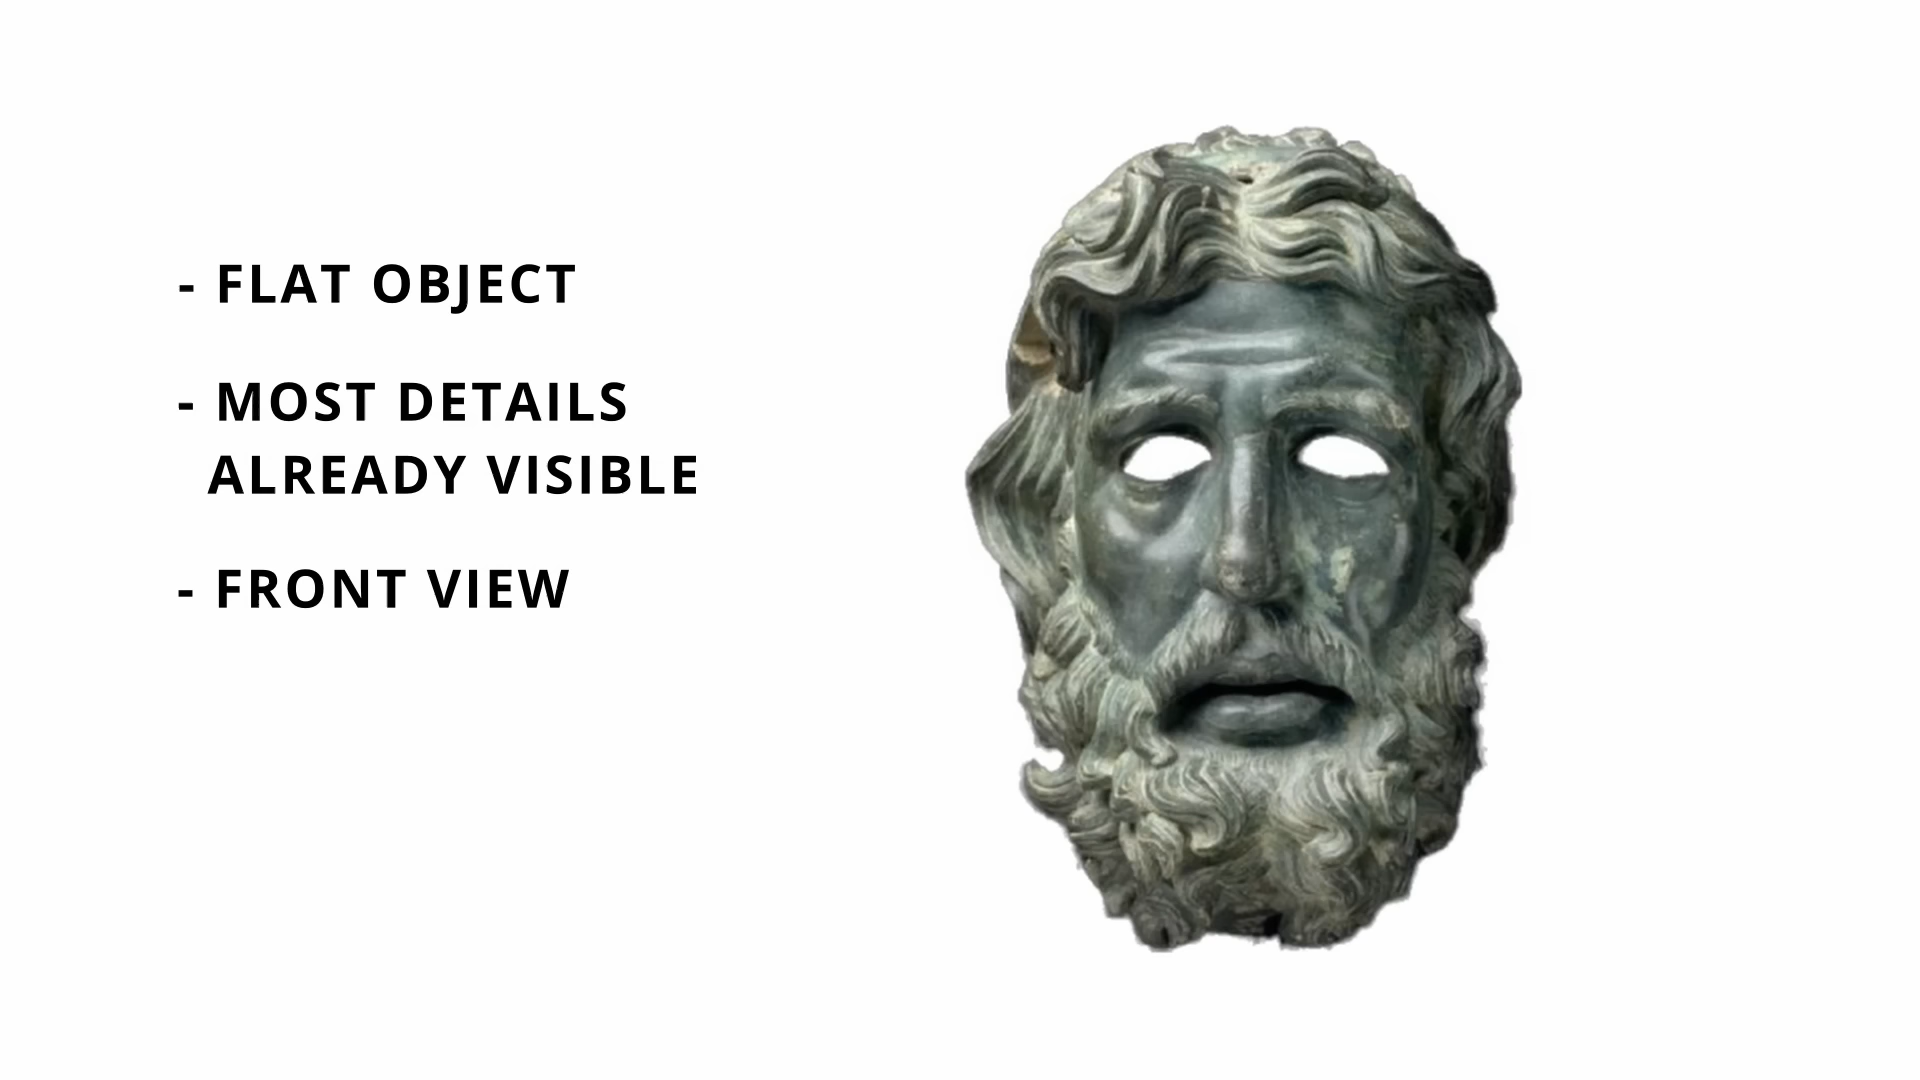 - FLAT OBJECT
- MOST DETAILS
ALREADY VISIBLE
- FRONT VIEW